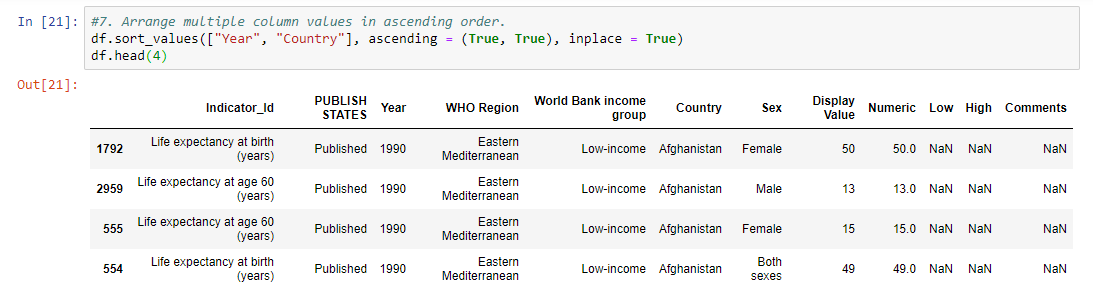 In [21]: #7. Arrange multiple column values in ascending order.
df.sort_values(["Year", "Country"], ascending = (True, True), inplace = True)
df.head(4)
Out[21]:
Indicator_Id PUBLISH STATES Year WHO Region World Bank income group Country Sex Display Value Numeric Low High Comments
1792 Life expectancy at birth (years) Published 1990 Eastern Mediterranean Low-income Afghanistan Female 50 50.0 NaN NaN NaN
2959 Life expectancy at age 60 (years) Published 1990 Eastern Mediterranean Low-income Afghanistan Male 13 13.0 NaN NaN NaN
555 Life expectancy at age 60 (years) Published 1990 Eastern Mediterranean Low-income Afghanistan Female 15 15.0 NaN NaN NaN
554 Life expectancy at birth (years) Published 1990 Eastern Mediterranean Low-income Afghanistan Both sexes 49 49.0 NaN NaN NaN